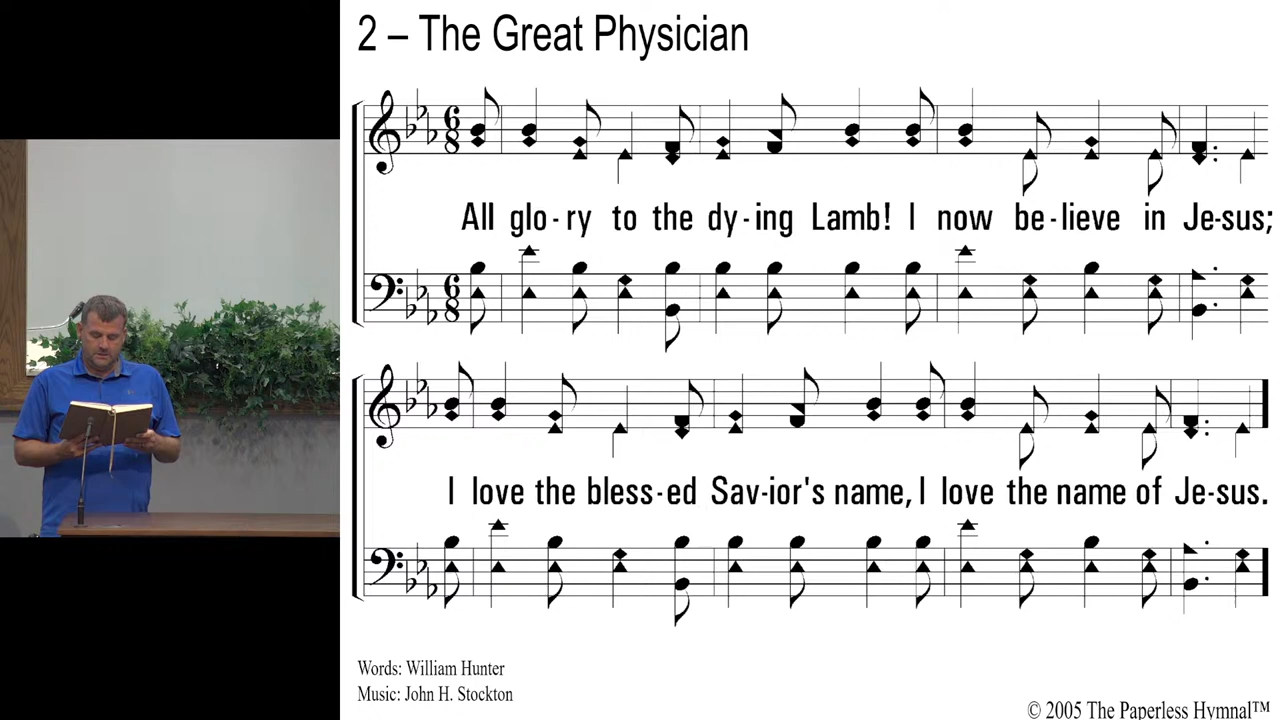 2 – The Great Physician
All glo-ry to the dy-ing Lamb! I now be-lieve in Je-sus;
I love the bless-ed Sav-ior's name, I love the name of Je-sus.
Words: William Hunter
Music: John H. Stockton
© 2005 The Paperless Hymnal™